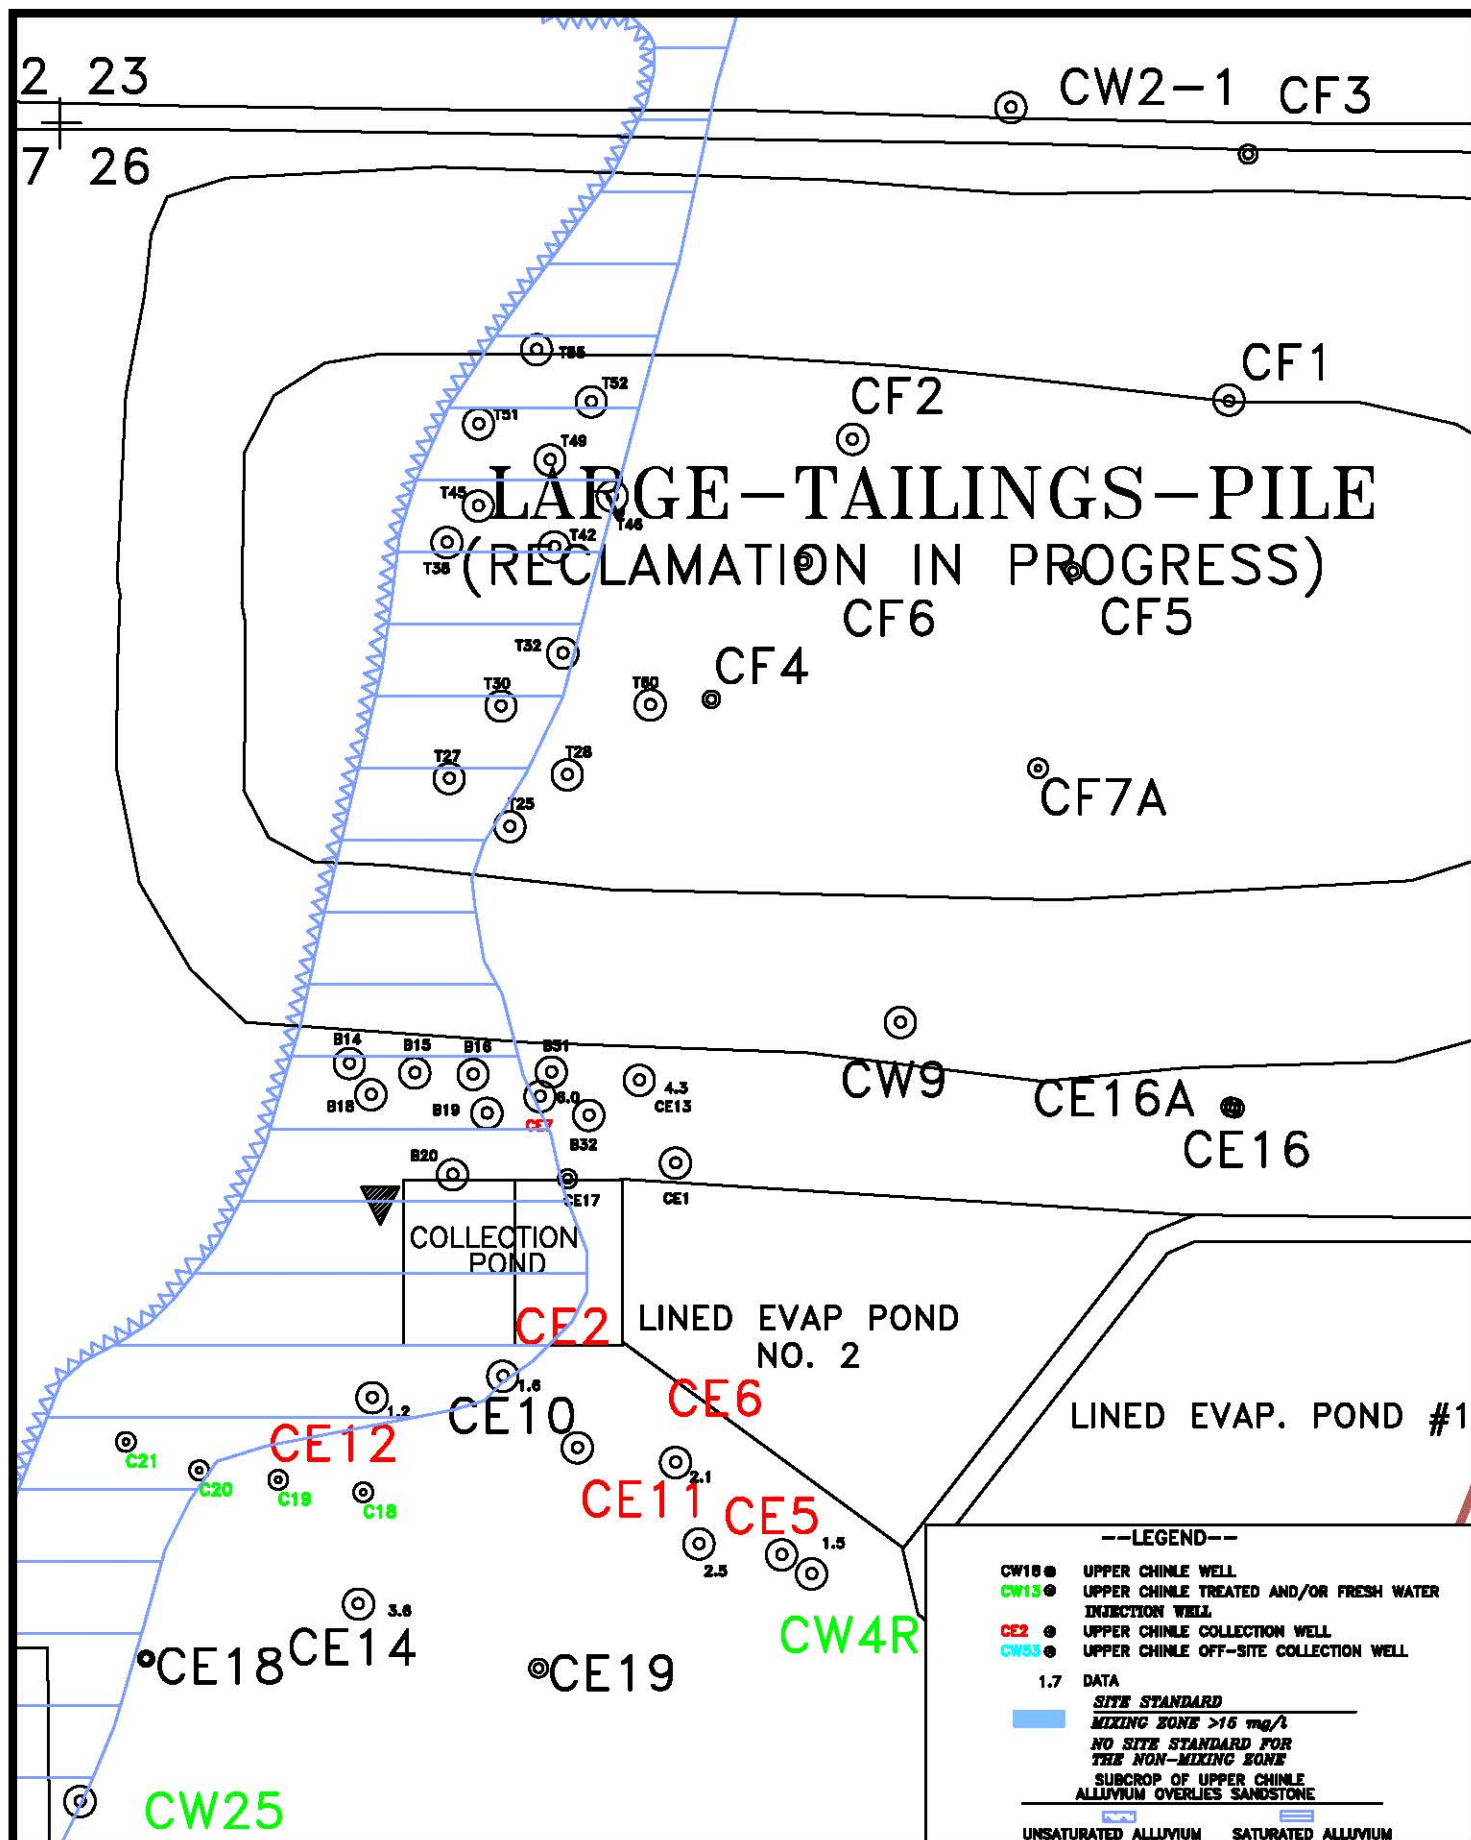 2 23
CW2-1 CF3
7 26
T55
CF1
T52
CF2
T51
T49
LARGE-TAILINGS-PILE
T45
T46
T42
T38
(RECLAMATION IN PROGRESS)
CF6
CF5
T32
CF4
T30
T60
T27
T28
CF7A
T25
B14
B15
B16
B31
CW9
4.3
CE13
B18
B19
6.0
CE7
B32
CE16A
CE16
B20
CE17
CE1
COLLECTION
POND
CE2
LINED EVAP POND
NO. 2
1.6
CE6
1.2
CE10
LINED EVAP. POND #1
CE12
C21
C20
C19
C18
2.1
CE11
CE5
1.5
2.5
CW4R
3.6
CE14
CE18
CE19
CW25
--LEGEND--
CW18 UPPER CHINLE WELL
CW13 UPPER CHINLE TREATED AND/OR FRESH WATER
INJECTION WELL
CE2 UPPER CHINLE COLLECTION WELL
CW53 UPPER CHINLE OFF-SITE COLLECTION WELL
1.7 DATA
SITE STANDARD
MIXING ZONE >15 mg/l
NO SITE STANDARD FOR
THE NON-MIXING ZONE
SUBCROP OF UPPER CHINLE
ALLUVIUM OVERLIES SANDSTONE
UNSATURATED ALLUVIUM SATURATED ALLUVIUM